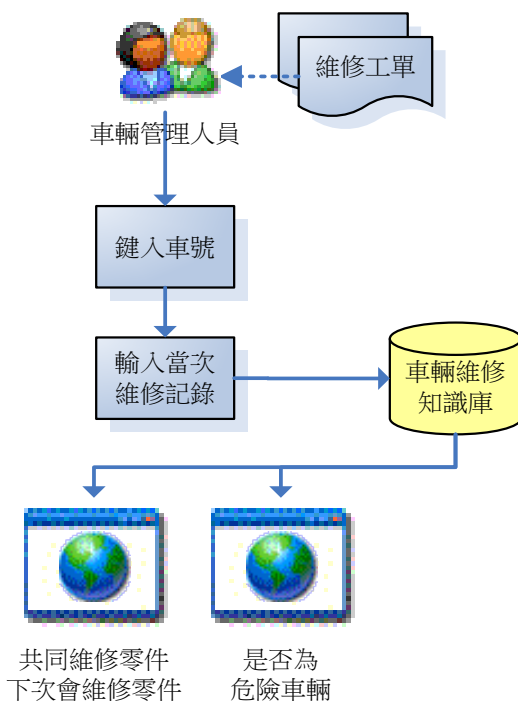 維修工單
車輛管理人員
鍵入車號
輸入當次
維修記錄
車輛維修
知識庫
共同維修零件
下次會維修零件
是否為
危險車輛